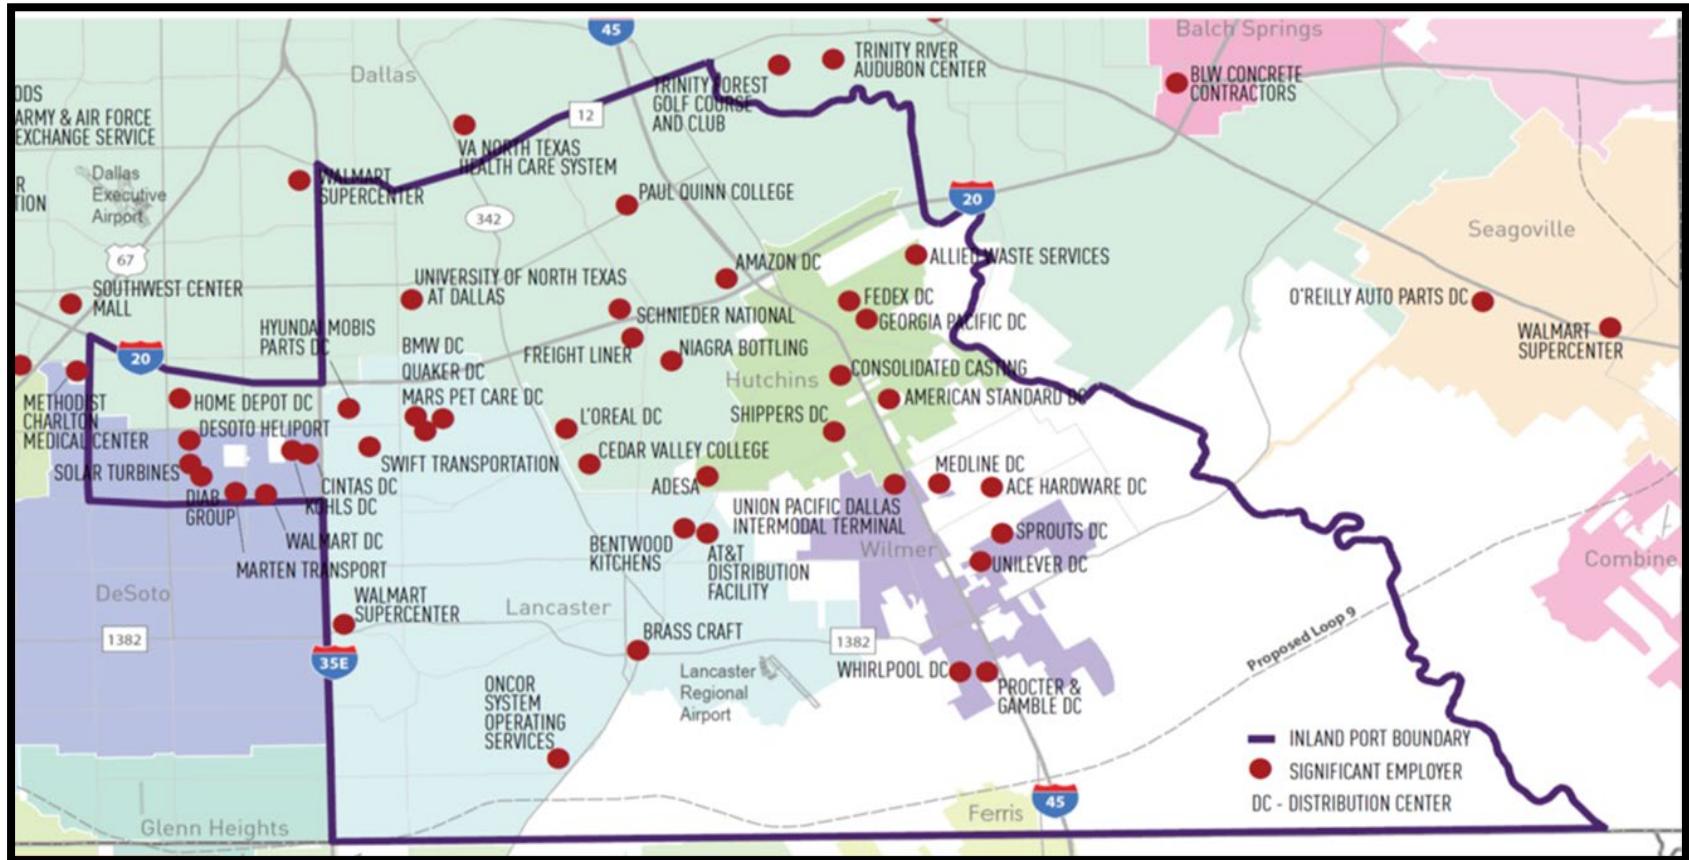 45
Balch Springs
Dallas
TRINITY RIVER
AUDUBON CENTER
BLW CONCRETE
CONTRACTORS
TRINITY FOREST
GOLF COURSE
AND CLUB
ODS
ARMY & AIR FORCE
EXCHANGE SERVICE
12
VA NORTH TEXAS
HEALTH CARE SYSTEM
Dallas
Executive
Airport
R
TION
WALMART
SUPERCENTER
PAUL QUINN COLLEGE
20
342
Seagoville
67
AMAZON DC
ALLIED WASTE SERVICES
UNIVERSITY OF NORTH TEXAS
AT DALLAS
SOUTHWEST CENTER
MALL
FEDEX DC
GEORGIA PACIFIC DC
O'REILLY AUTO PARTS DC
WALMART
SUPERCENTER
SCHNIEDER NATIONAL
HYUNDAI MOBIS
PARTS DC
FREIGHT LINER
NIAGRA BOTTLING
20
BMW DC
QUAKER DC
MARS PET CARE DC
Hutchins
CONSOLIDATED CASTING
AMERICAN STANDARD DC
METHODIST
CHARLTON
MEDICAL CENTER
HOME DEPOT DC
DESOTO HELIPORT
L'OREAL DC
SHIPPERS DC
CEDAR VALLEY COLLEGE
SWIFT TRANSPORTATION
SOLAR TURBINES
MEDLINE DC
ACE HARDWARE DC
ADESA
CINTAS DC
KOHLS DC
DIAB
GROUP
UNION PACIFIC DALLAS
INTERMODAL TERMINAL
SPROUTS DC
WALMART DC
MARTEN TRANSPORT
BENTWOOD
KITCHENS
AT&T
DISTRIBUTION
FACILITY
Wilmer
UNILEVER DC
Combine
DeSoto
WALMART
SUPERCENTER
Lancaster
Proposed Loop 9
1382
BRASS CRAFT
1382
35E
Lancaster
Regional
Airport
WHIRLPOOL DC
PROCTER &
GAMBLE DC
ONCOR
SYSTEM
OPERATING
SERVICES
INLAND PORT BOUNDARY
SIGNIFICANT EMPLOYER
DC - DISTRIBUTION CENTER
45
Ferris
Glenn Heights